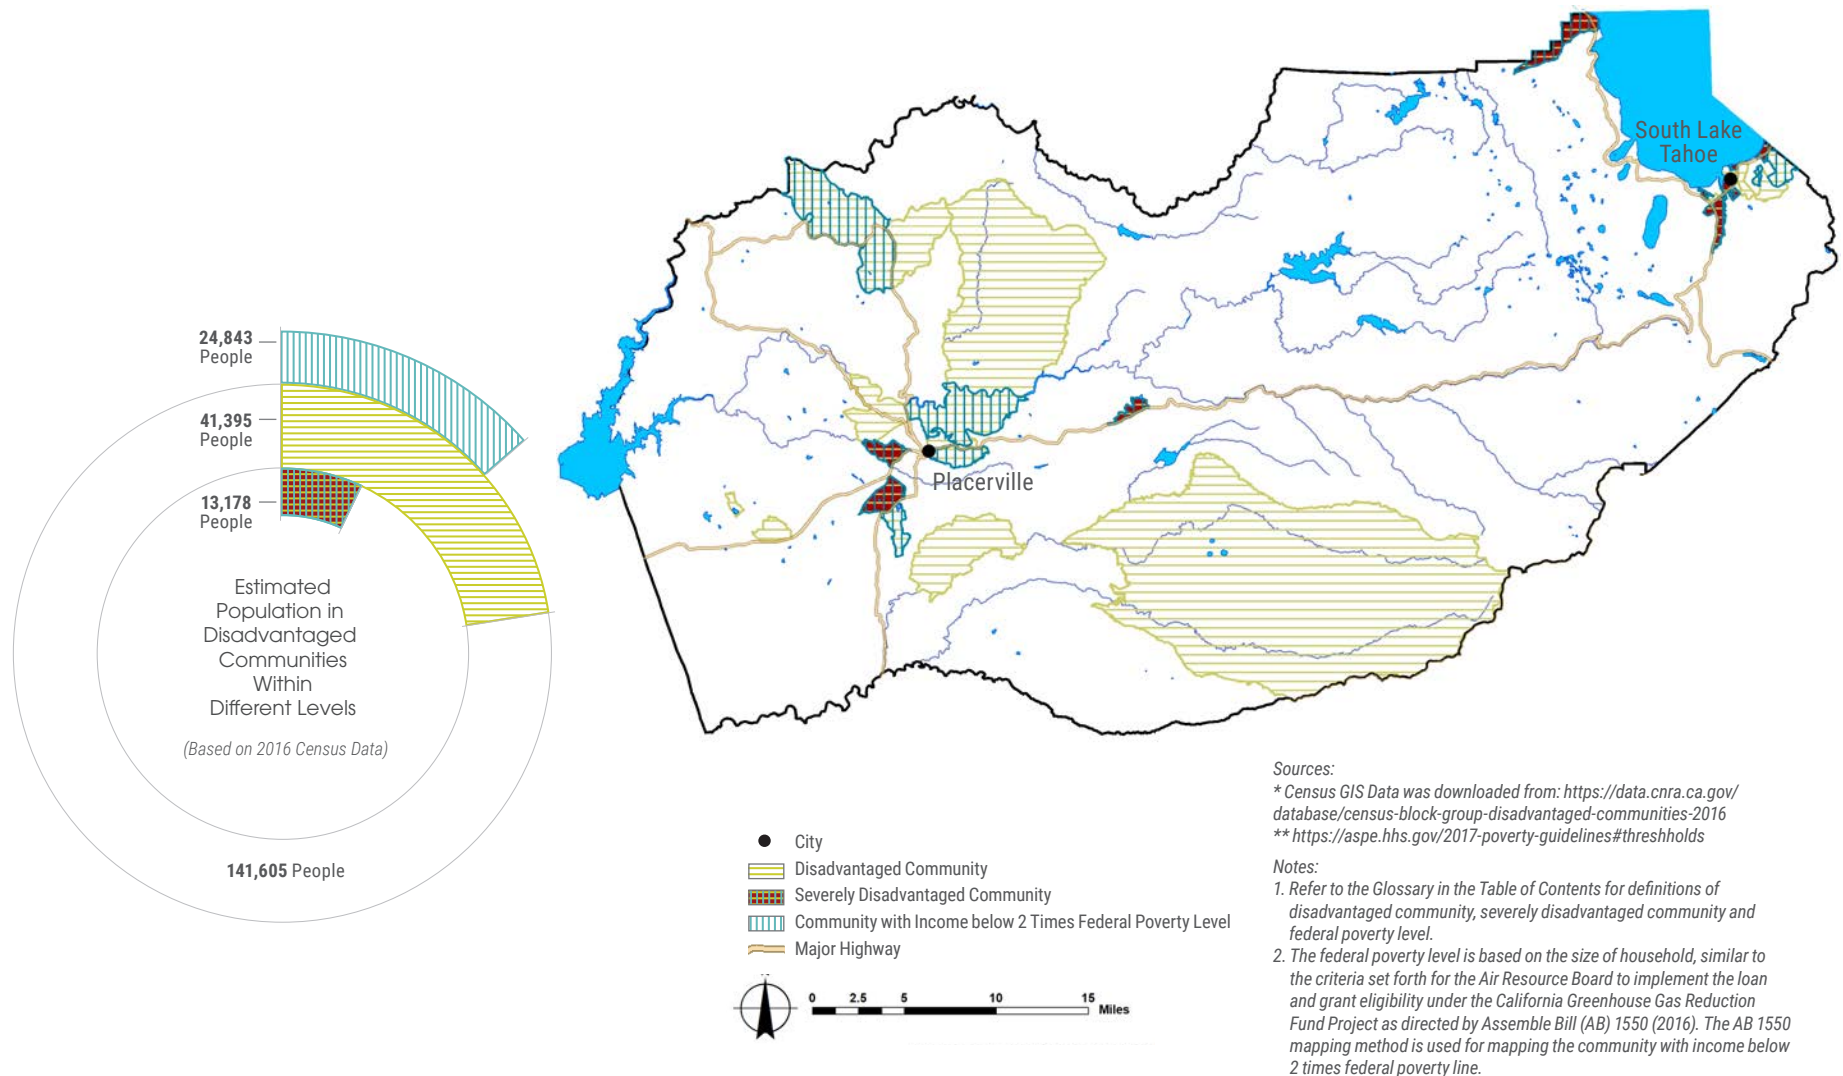 24,843
People
41,395
People
13,178
People
Estimated
Population in
Disadvantaged
Communities
Within
Different Levels
(Based on 2016 Census Data)
141,605 People
South Lake
Tahoe
Placerville
City
Disadvantaged Community
Severely Disadvantaged Community
Community with Income below 2 Times Federal Poverty Level
Major Highway
0 2.5 5 10 15
Miles
Sources:
* Census GIS Data was downloaded from: https://data.cnra.ca.gov/
database/census-block-group-disadvantaged-communities-2016
** https://aspe.hhs.gov/2017-poverty-guidelines#threshholds
Notes:
1. Refer to the Glossary in the Table of Contents for definitions of
disadvantaged community, severely disadvantaged community and
federal poverty level.
2. The federal poverty level is based on the size of household, similar to
the criteria set forth for the Air Resource Board to implement the loan
and grant eligibility under the California Greenhouse Gas Reduction
Fund Project as directed by Assemble Bill (AB) 1550 (2016). The AB 1550
mapping method is used for mapping the community with income below
2 times federal poverty line.